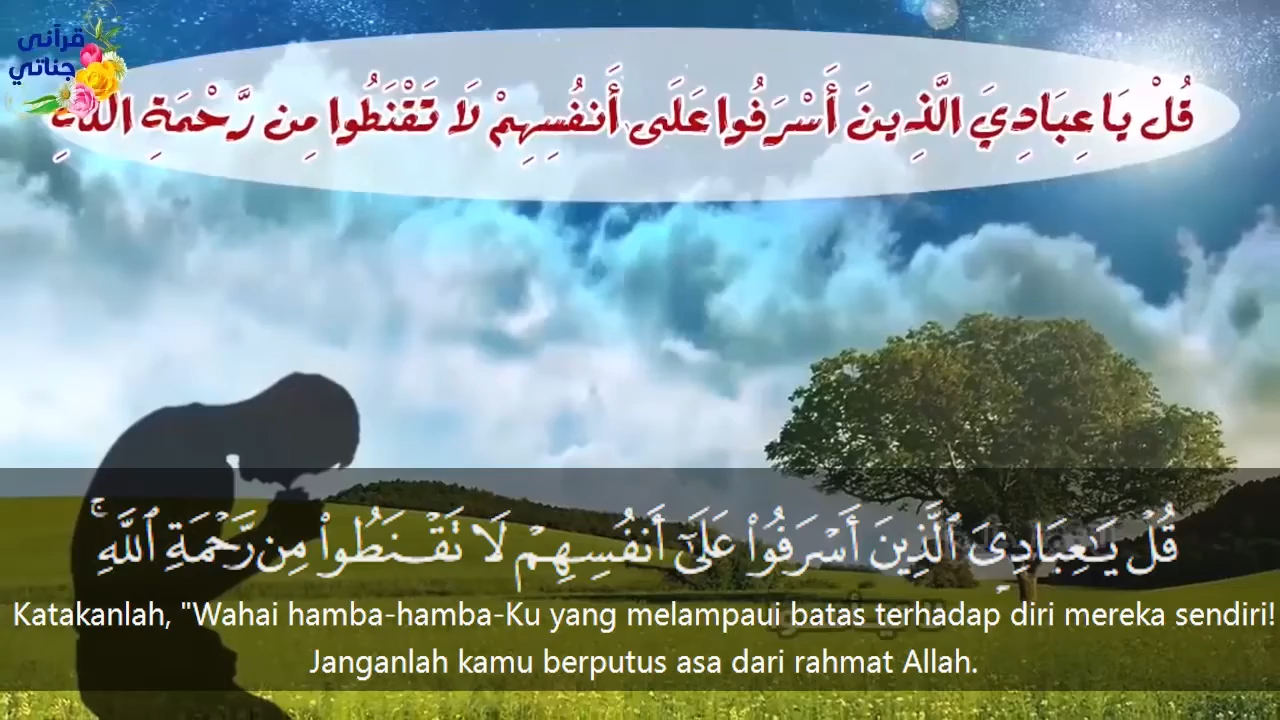 قرآنى
جناتي
قُلْ يَا عِبَادِيَ الَّذِينَ أَسْرَفُوا عَلَى أَنفُسِهِمْ لَا تَقْنَطُوا مِن رَّحْمَةِ اللَّهِ
قُلْ يَـٰعِبَادِىَ ٱلَّذِينَ أَسْرَفُوا۟ عَلَىٰٓ أَنفُسِهِمْ لَا تَقْنَطُوا۟ مِن رَّحْمَةِ ٱللَّهِ ۚ
Katakanlah, "Wahai hamba-hamba-Ku yang melampaui batas terhadap diri mereka sendiri!
Janganlah kamu berputus asa dari rahmat Allah.